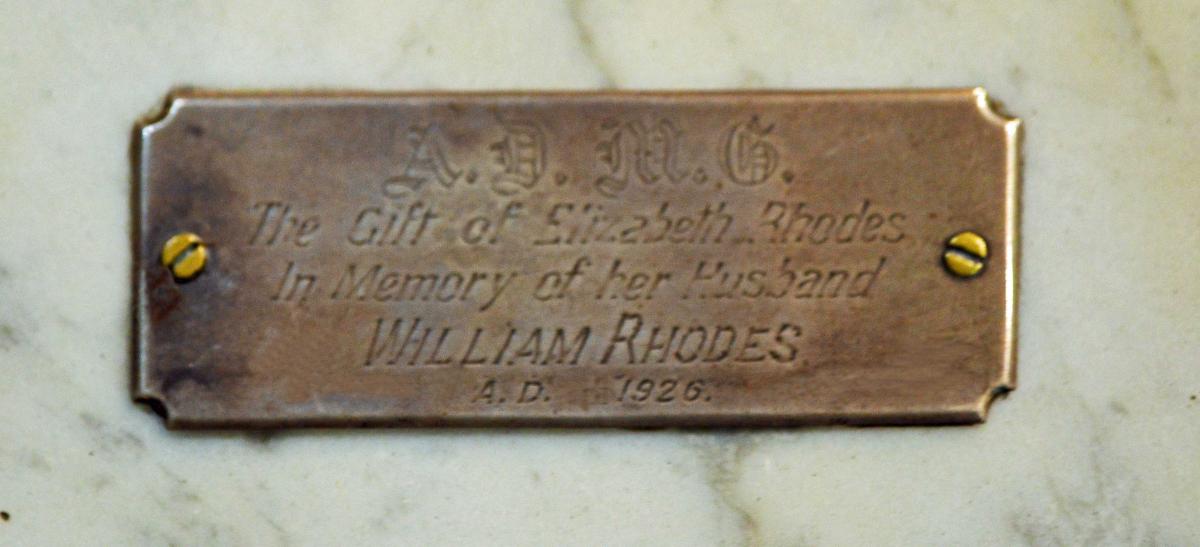 A. D. M. G.
The Gift of Elizabeth Rhodes
In Memory of her Husband
WILLIAM RHODES
A. D. 1926.